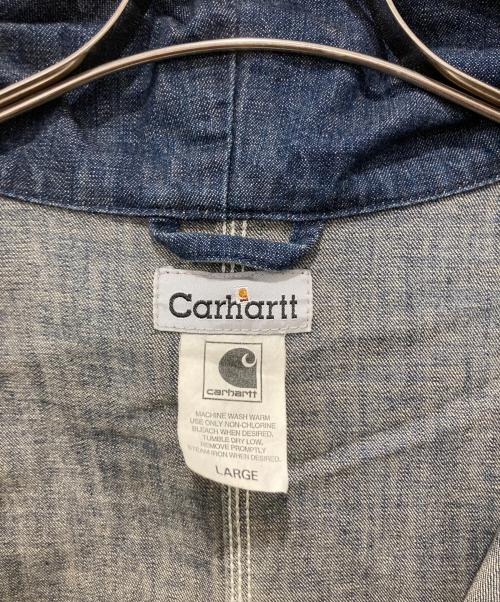 Carhartt
carhartt
MACHINE WASH WARM
USE ONLY NON-CHLORINE
BLEACH WHEN DESIRED.
TUMBLE DRY LOW.
REMOVE PROMPTLY
STEAM IRON WHEN DESIRED.
LARGE